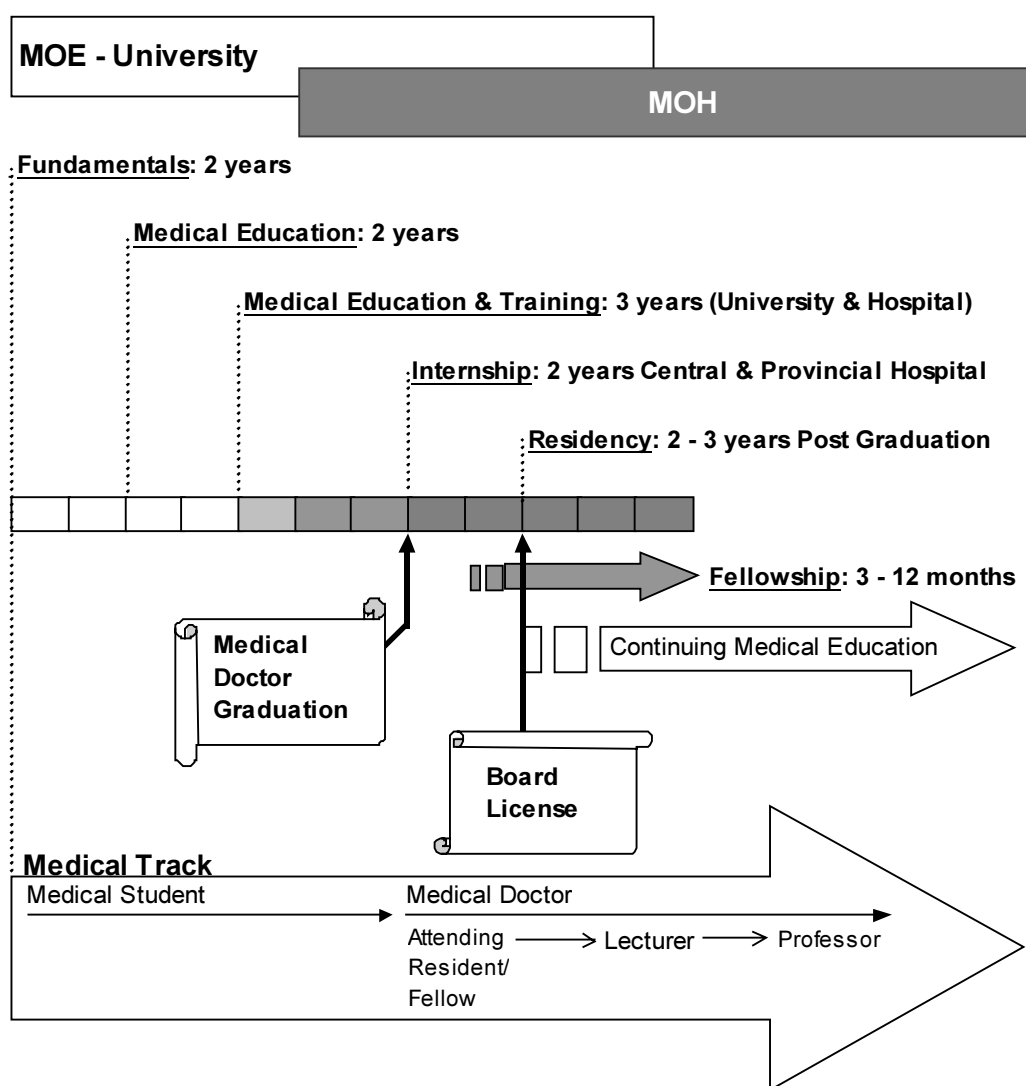 MOE - University
MOH
Fundamentals: 2 years
Medical Education: 2 years
Medical Education & Training: 3 years (University & Hospital)
Internship: 2 years Central & Provincial Hospital
Residency: 2 - 3 years Post Graduation
Fellowship: 3 - 12 months
Continuing Medical Education
Medical
Doctor
Graduation
Board
License
Medical Track
Medical Student
Medical Doctor
Attending
Resident/
Fellow
Lecturer
Professor